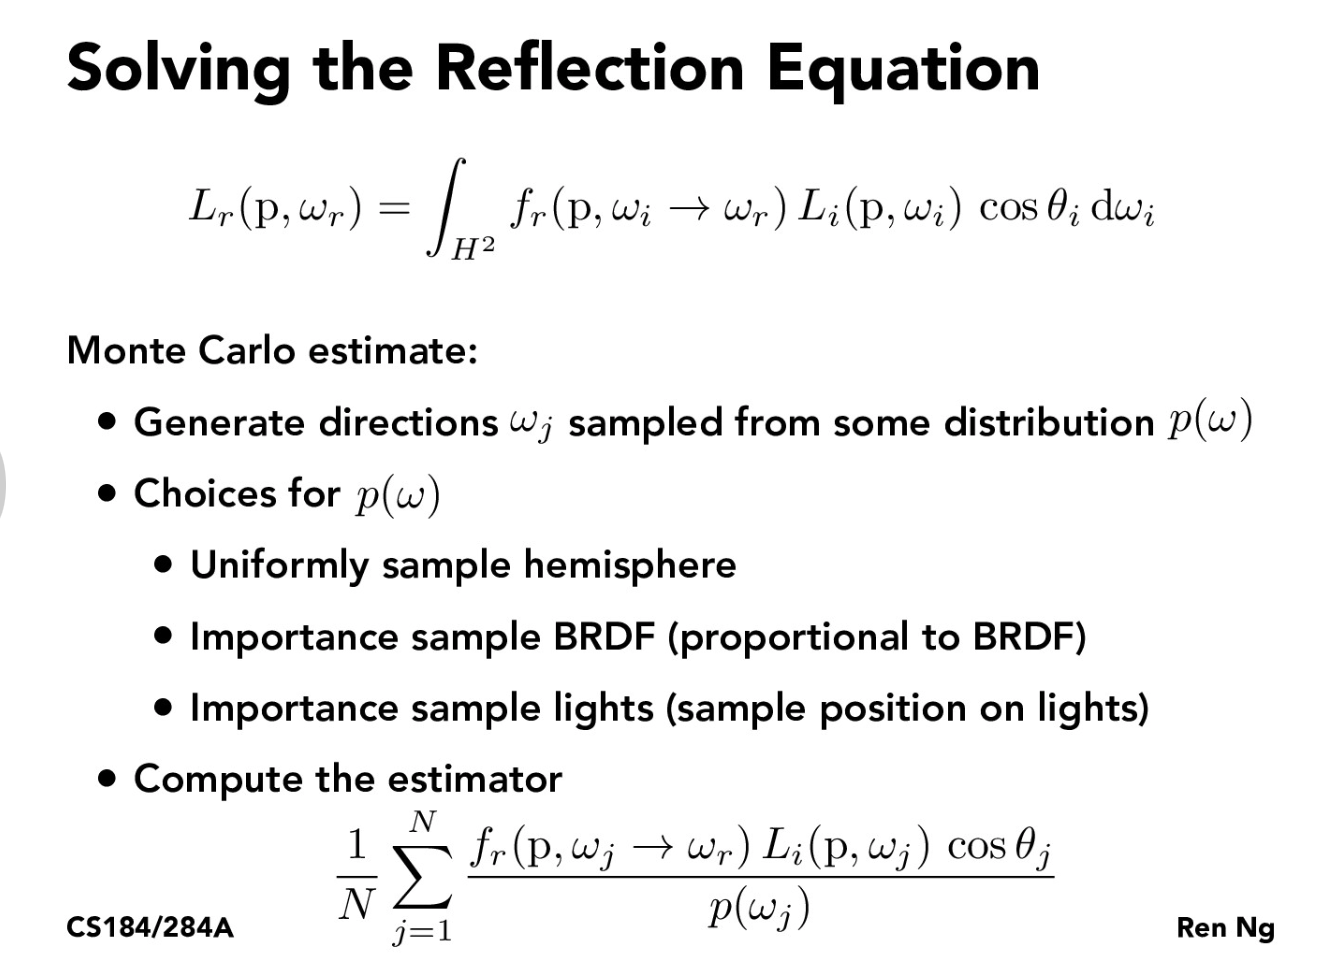 Solving the Reflection Equation
$L_r(\mathrm{p}, \omega_r) = \int_{H^2} f_r(\mathrm{p}, \omega_i \to \omega_r) \, L_i(\mathrm{p}, \omega_i) \, \cos \theta_i \, \mathrm{d}\omega_i$
Monte Carlo estimate:
• Generate directions $\omega_j$ sampled from some distribution $p(\omega)$
• Choices for $p(\omega)$
• Uniformly sample hemisphere
• Importance sample BRDF (proportional to BRDF)
• Importance sample lights (sample position on lights)
• Compute the estimator
$\frac{1}{N} \sum_{j=1}^{N} \frac{f_r(\mathrm{p}, \omega_j \to \omega_r) \, L_i(\mathrm{p}, \omega_j) \, \cos \theta_j}{p(\omega_j)}$
CS184/284A
Ren Ng